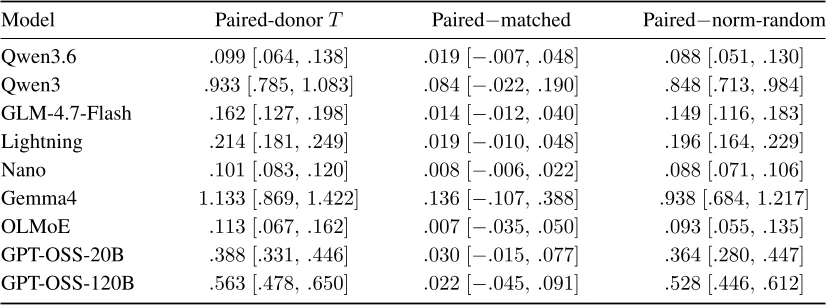 Model Paired-donor T Paired−matched Paired−norm-random
Qwen3.6 .099 [.064, .138] .019 [−.007, .048] .088 [.051, .130]
Qwen3 .933 [.785, 1.083] .084 [−.022, .190] .848 [.713, .984]
GLM-4.7-Flash .162 [.127, .198] .014 [−.012, .040] .149 [.116, .183]
Lightning .214 [.181, .249] .019 [−.010, .048] .196 [.164, .229]
Nano .101 [.083, .120] .008 [−.006, .022] .088 [.071, .106]
Gemma4 1.133 [.869, 1.422] .136 [−.107, .388] .938 [.684, 1.217]
OLMoE .113 [.067, .162] .007 [−.035, .050] .093 [.055, .135]
GPT-OSS-20B .388 [.331, .446] .030 [−.015, .077] .364 [.280, .447]
GPT-OSS-120B .563 [.478, .650] .022 [−.045, .091] .528 [.446, .612]